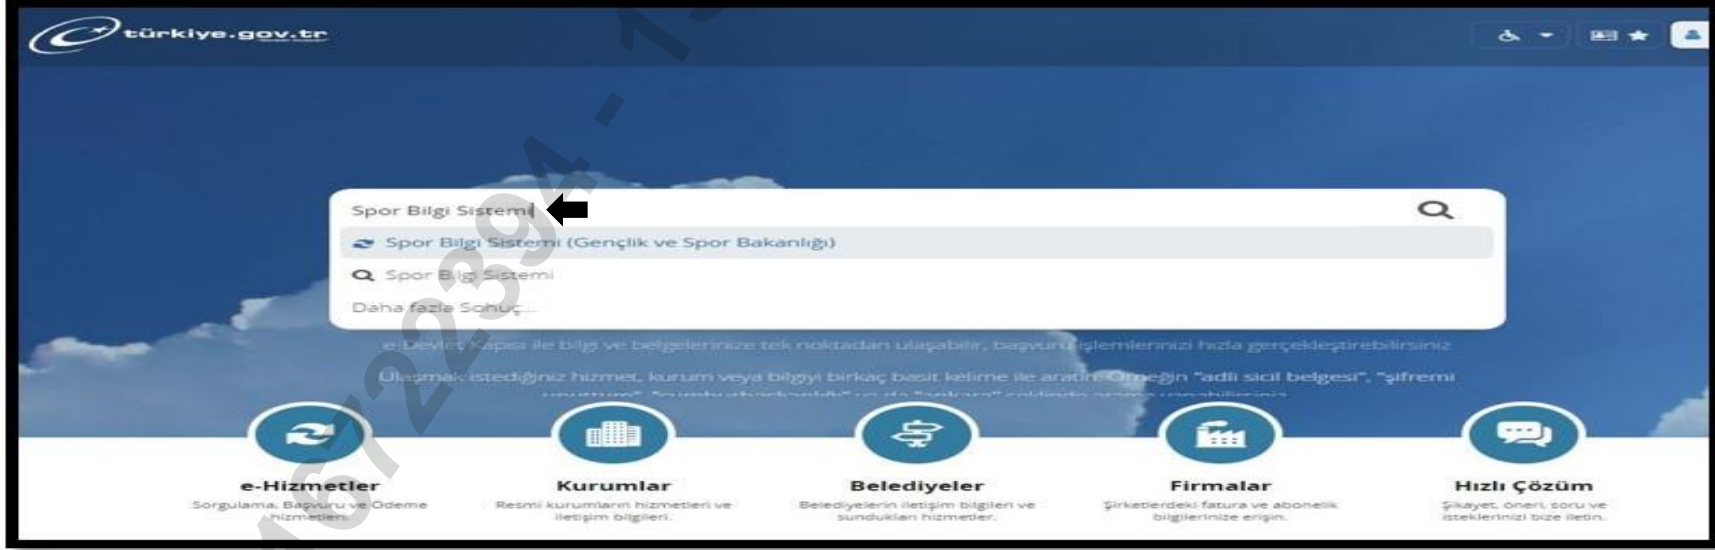 türkiye.gov.tr
Spor Bilgi Sistemi
Spor Bilgi Sistemi (Gençlik ve Spor Bakanlığı)
Spor Bilgi Sistemi
Daha fazla Sonuç...
e-Devlet Kapısı ile bilgi ve belgelerinize tek noktadan ulaşabilir, başvuru işlemlerinizi hızla gerçekleştirebilirsiniz
Ulaşmak istediğiniz hizmet, kurum veya bilgiyi birkaç basit kelime ile aratın. Örneğin "adli sicil belgesi", "şifremi
e-Hizmetler
Sorgulama, Başvuru ve Ödeme
hizmetleri.
Kurumlar
Resmi kurumların hizmetleri ve
iletişim bilgileri.
Belediyeler
Belediyelerin iletişim bilgileri ve
sundukları hizmetler.
Firmalar
Şirketlerdeki fatura ve abonelik
bilgilerinize erişin.
Hızlı Çözüm
Şikayet, öneri, soru ve
isteklerinizi bize iletin.